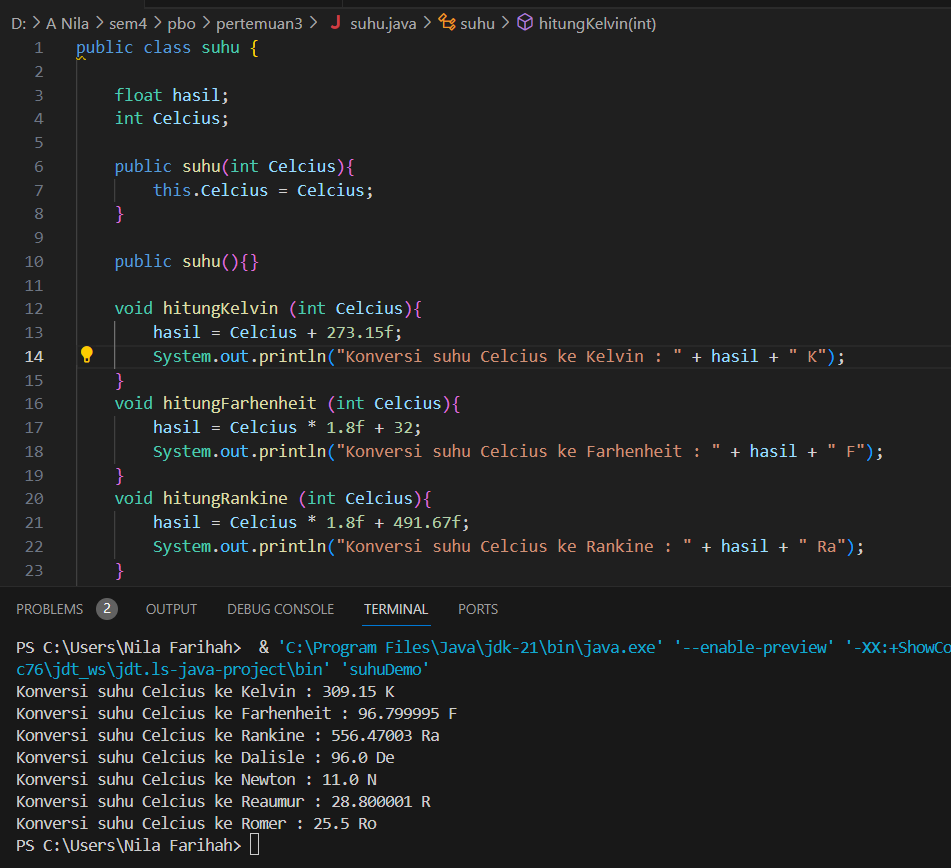 D: > A Nila > sem4 > pbo > pertemuan3 > J suhu.java > suhu > hitungKelvin(int)
1 public class suhu {
2
3 float hasil;
4 int Celcius;
5
6 public suhu(int Celcius){
7 this.Celcius = Celcius;
8 }
9
10 public suhu(){}
11
12 void hitungKelvin (int Celcius){
13 hasil = Celcius + 273.15f;
14 System.out.println("Konversi suhu Celcius ke Kelvin : " + hasil + " K");
15 }
16 void hitungFarhenheit (int Celcius){
17 hasil = Celcius * 1.8f + 32;
18 System.out.println("Konversi suhu Celcius ke Farhenheit : " + hasil + " F");
19 }
20 void hitungRankine (int Celcius){
21 hasil = Celcius * 1.8f + 491.67f;
22 System.out.println("Konversi suhu Celcius ke Rankine : " + hasil + " Ra");
23 }
PROBLEMS 2 OUTPUT DEBUG CONSOLE TERMINAL PORTS
PS C:\Users\Nila Farihah>  & 'C:\Program Files\Java\jdk-21\bin\java.exe' '--enable-preview' '-XX:+ShowCo
c76\jdt_ws\jdt.ls-java-project\bin' 'suhuDemo'
Konversi suhu Celcius ke Kelvin : 309.15 K
Konversi suhu Celcius ke Farhenheit : 96.799995 F
Konversi suhu Celcius ke Rankine : 556.47003 Ra
Konversi suhu Celcius ke Dalisle : 96.0 De
Konversi suhu Celcius ke Newton : 11.0 N
Konversi suhu Celcius ke Reaumur : 28.800001 R
Konversi suhu Celcius ke Romer : 25.5 Ro
PS C:\Users\Nila Farihah>